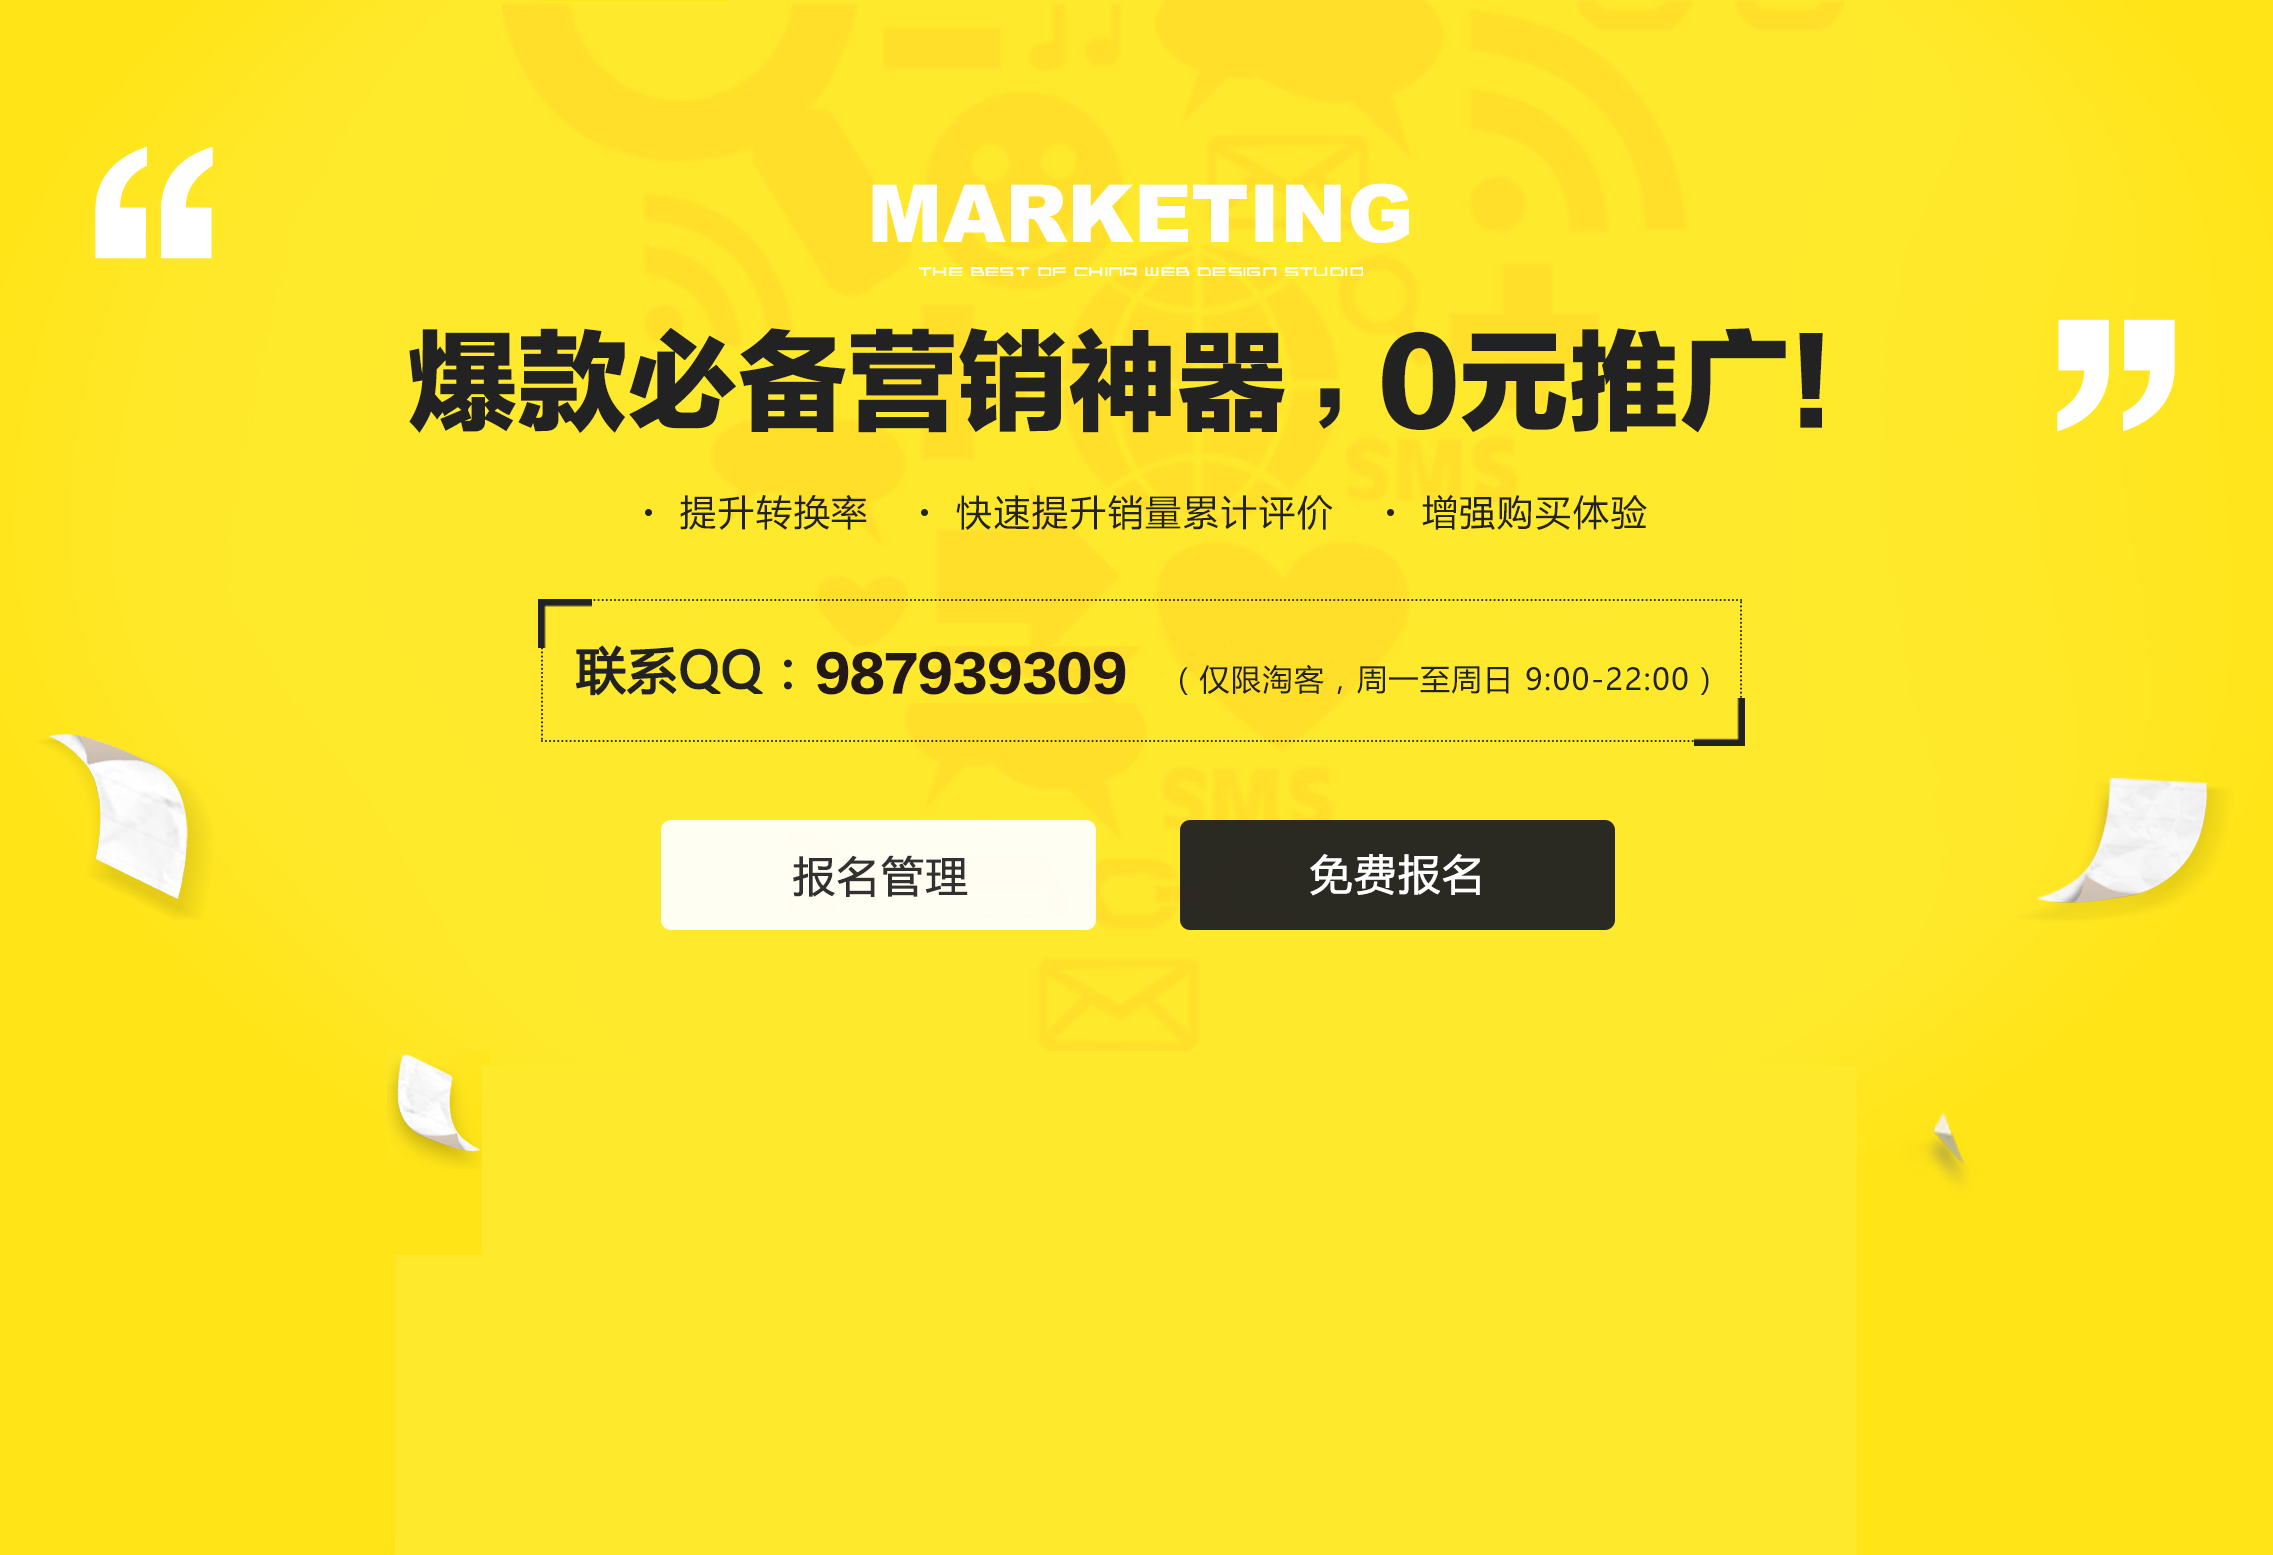 “
MARKETING
THE BEST OF CHINA WEB DESIGN STUDIO
爆款必备营销神器，0元推广!
”
· 提升转换率 · 快速提升销量累计评价 · 增强购买体验
SMS
联系QQ：987939309 （仅限淘客，周一至周日 9:00-22:00）
SMS
报名管理 免费报名